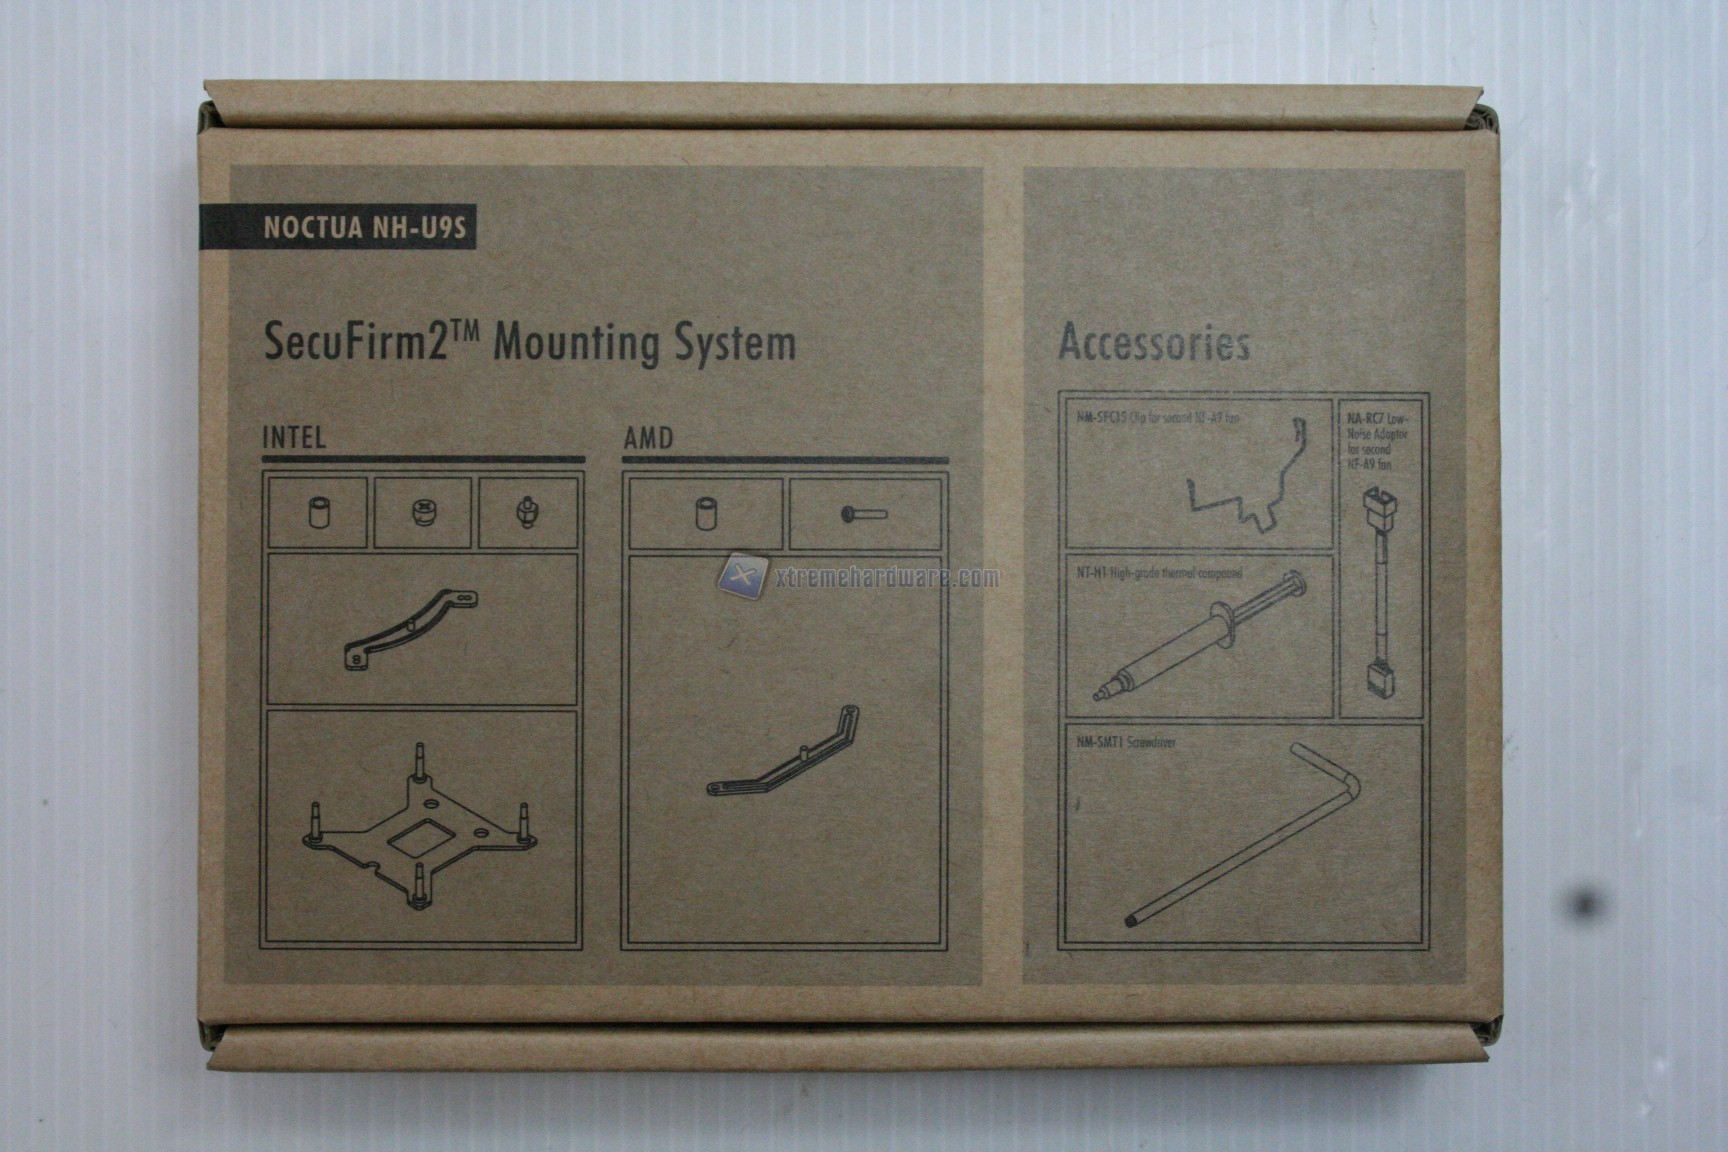 NOCTUA NH-U9S
SecuFirm2™ Mounting System
INTEL
AMD
Accessories
NM-SFC15 Clip for second NF-A9 fan
NA-RC7 Low-
Noise Adaptor
for second
NF-A9 fan
NT-H1 High-grade thermal compound
NM-SMT1 Screwdriver
xtremehardware.com